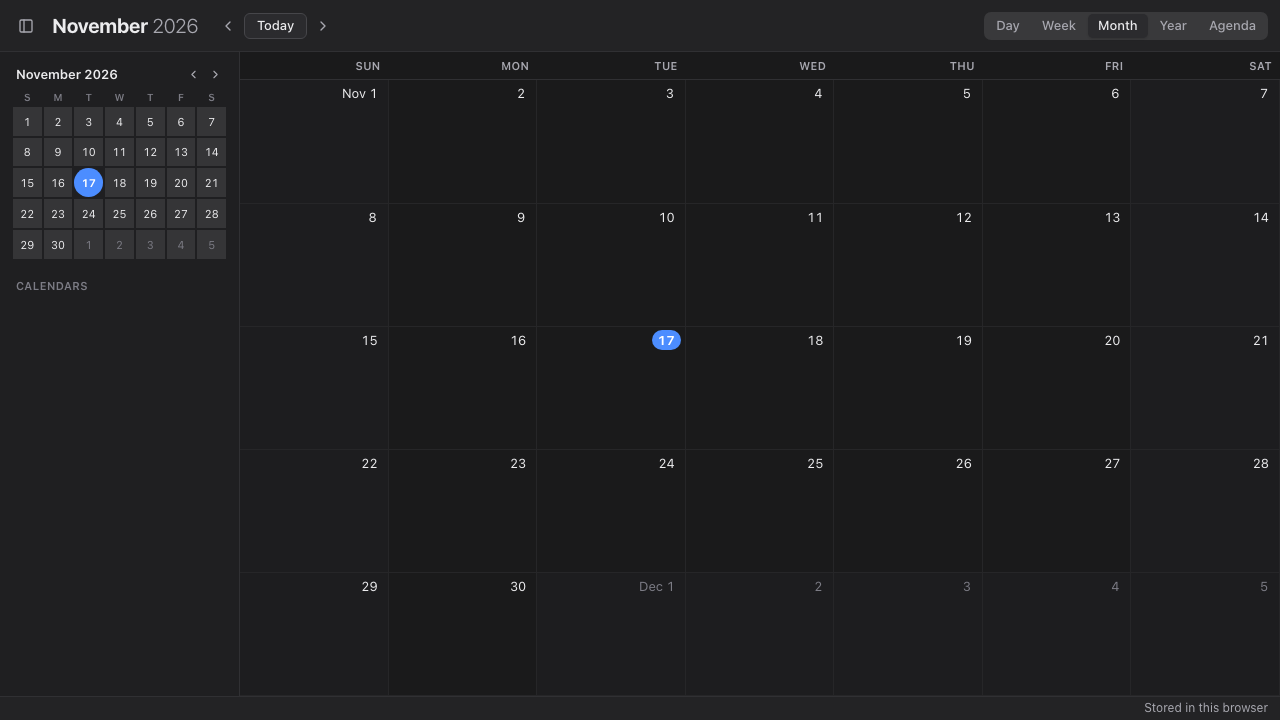 November 2026
Today
Day Week Month Year Agenda
November 2026
S M T W T F S
1 2 3 4 5 6 7
8 9 10 11 12 13 14
15 16 17 18 19 20 21
22 23 24 25 26 27 28
29 30 1 2 3 4 5
CALENDARS
SUN MON TUE WED THU FRI SAT
Nov 1 2 3 4 5 6 7
8 9 10 11 12 13 14
15 16 17 18 19 20 21
22 23 24 25 26 27 28
29 30 Dec 1 2 3 4 5
Stored in this browser